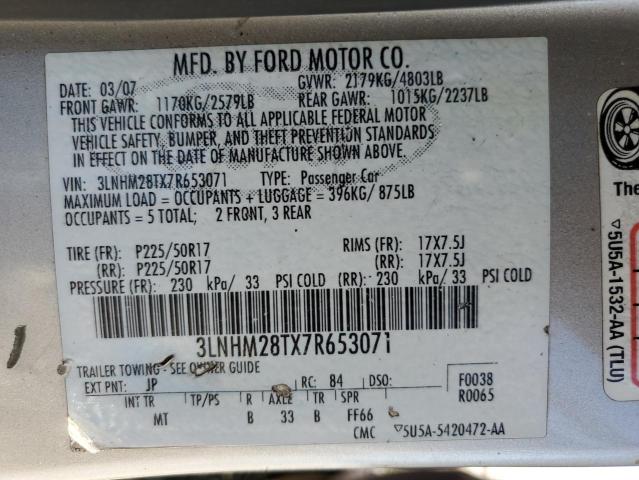 MFD. BY FORD MOTOR CO.
DATE: 03/07 GVWR: 2179KG/4803LB
FRONT GAWR: 1170KG/2579LB REAR GAWR: 1015KG/2237LB
THIS VEHICLE CONFORMS TO ALL APPLICABLE FEDERAL MOTOR
VEHICLE SAFETY, BUMPER, AND THEFT PREVENTION STANDARDS
IN EFFECT ON THE DATE OF MANUFACTURE SHOWN ABOVE.
VIN: 3LNHM28TX7R653071 TYPE: Passenger Car
MAXIMUM LOAD = OCCUPANTS + LUGGAGE = 396KG/ 875LB
OCCUPANTS = 5 TOTAL; 2 FRONT, 3 REAR
TIRE (FR): P225/50R17 RIMS (FR): 17X7.5J
(RR): P225/50R17 (RR): 17X7.5J
PRESSURE (FR): 230 kPa/ 33 PSI COLD (RR): 230 kPa/ 33 PSI COLD
3LNHM28TX7R653071
TRAILER TOWING - SEE OWNER GUIDE
EXT PNT: JP RC: 84 DSO: F0038
INT TR TP/PS R AXLE TR SPR R0065
MT B 33 B FF66
CMC ▽5U5A-5420472-AA
The
▽5U5A-1532-AA (TLU)